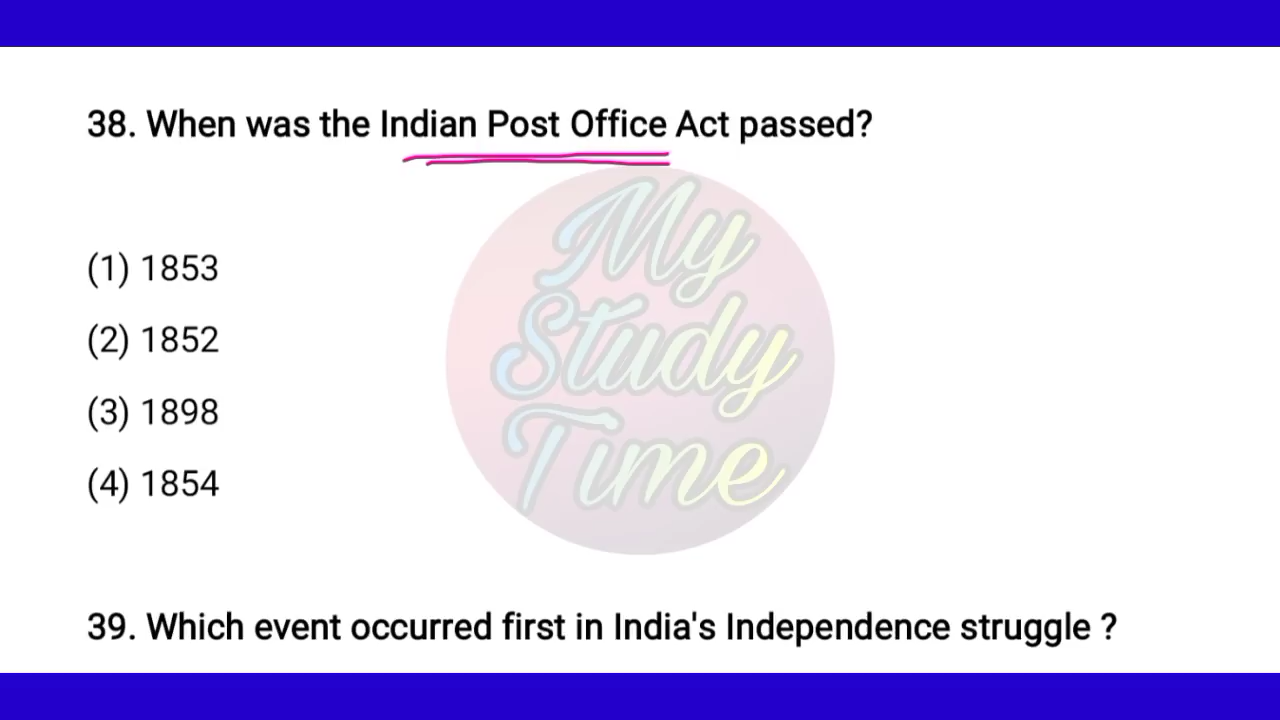 38. When was the Indian Post Office Act passed?
(1) 1853
(2) 1852
(3) 1898
(4) 1854
My
Study
Time
39. Which event occurred first in India's Independence struggle ?